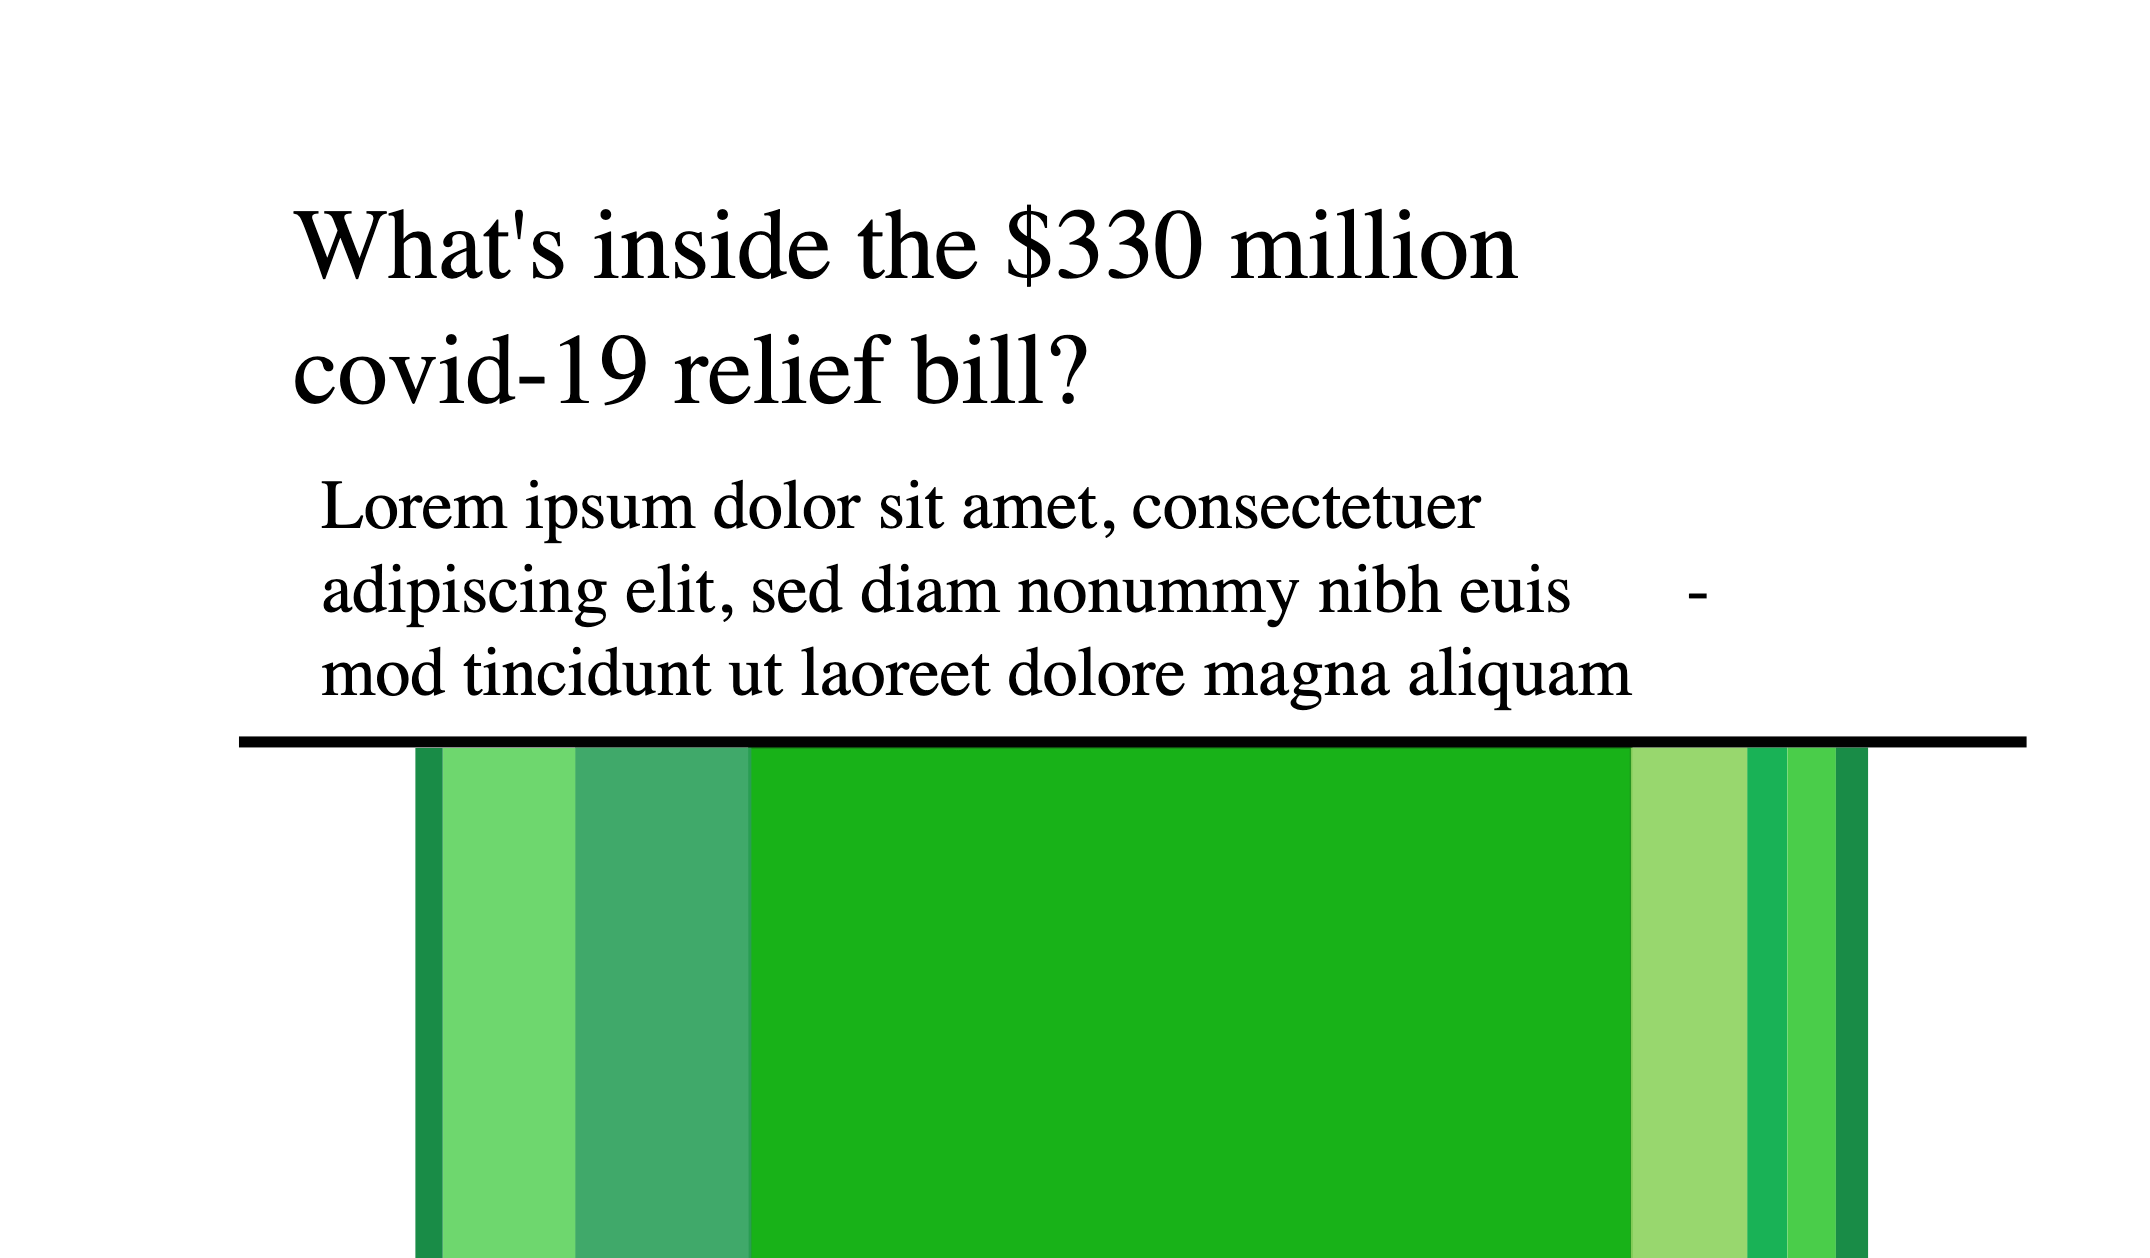 What's inside the $330 million
covid-19 relief bill?
Lorem ipsum dolor sit amet, consectetuer
adipiscing elit, sed diam nonummy nibh euis -
mod tincidunt ut laoreet dolore magna aliquam